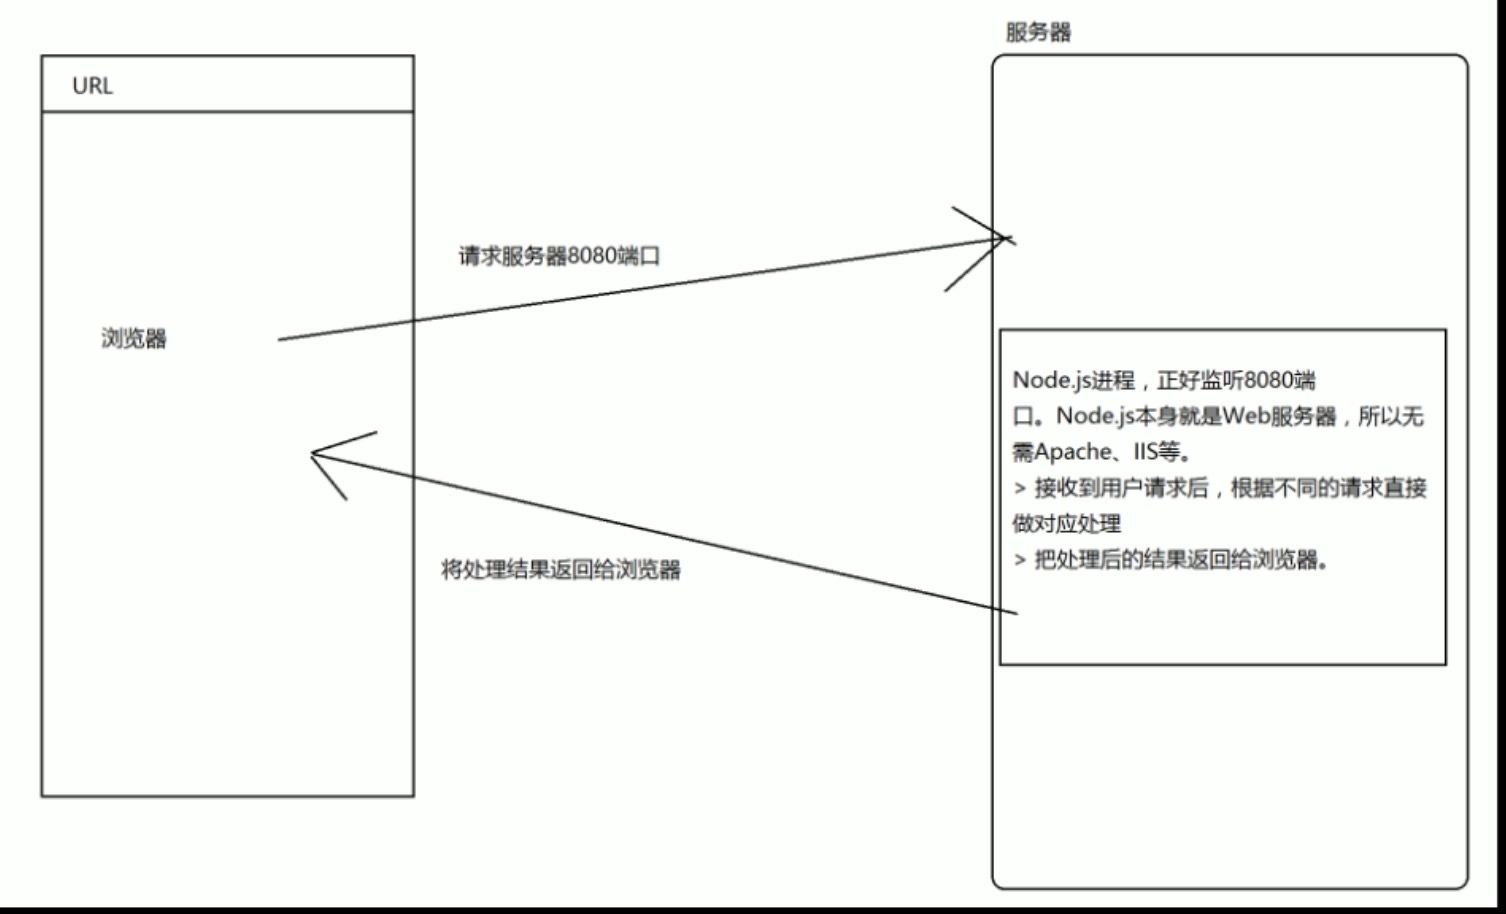 服务器
URL
请求服务器8080端口
浏览器
Node.js进程，正好监听8080端
口。Node.js本身就是Web服务器，所以无
需Apache、IIS等。
> 接收到用户请求后，根据不同的请求直接
做对应处理
> 把处理后的结果返回给浏览器。
将处理结果返回给浏览器